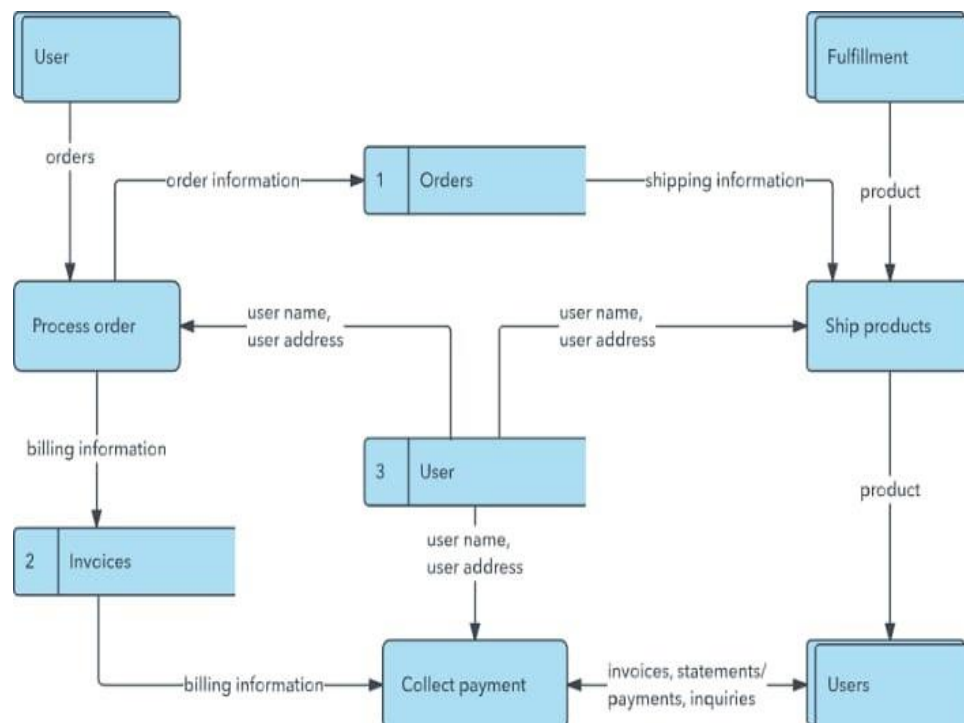 User
Fulfillment
orders
order information
1 Orders
shipping information
product
Process order
user name,
user address
user name,
user address
Ship products
billing information
3 User
product
2 Invoices
user name,
user address
billing information
Collect payment
invoices, statements/
payments, inquiries
Users